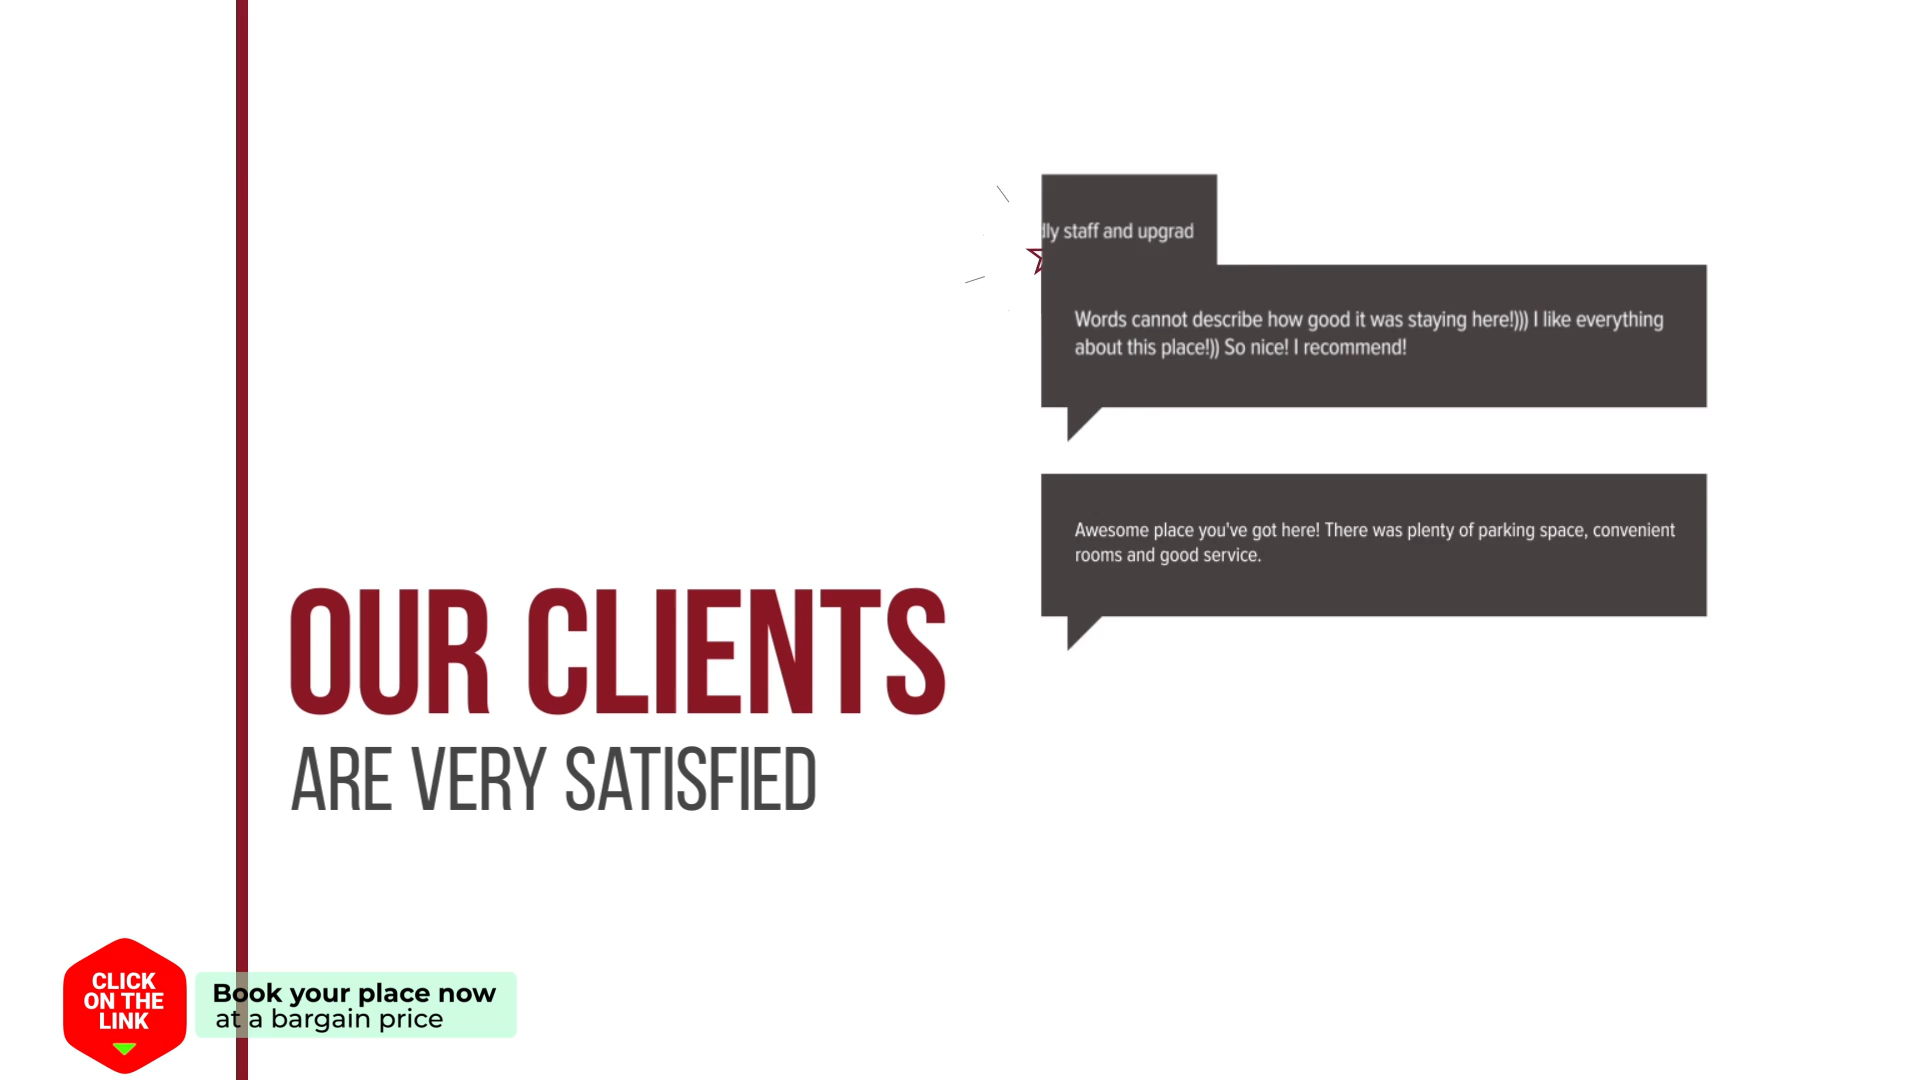 staff and upgrad
Words cannot describe how good it was staying here!))) I like everything
about this place!)) So nice! I recommend!
Awesome place you've got here! There was plenty of parking space, convenient
rooms and good service.
OUR CLIENTS
ARE VERY SATISFIED
CLICK
ON THE
LINK
Book your place now
at a bargain price